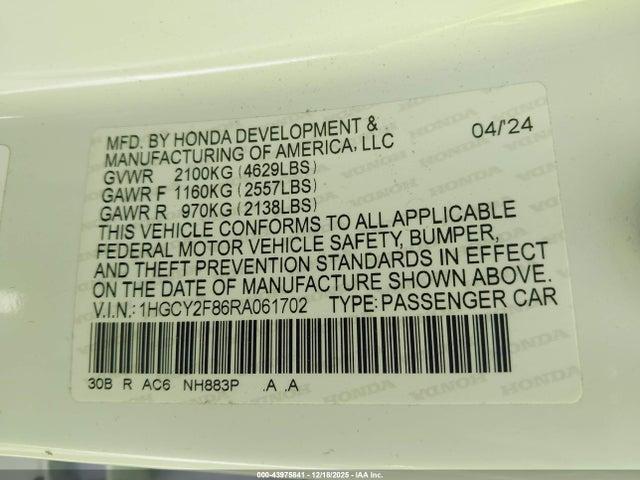 MFD. BY HONDA DEVELOPMENT &
MANUFACTURING OF AMERICA, LLC 04/'24
GVWR 2100KG (4629LBS)
GAWR F 1160KG (2557LBS)
GAWR R 970KG (2138LBS)
THIS VEHICLE CONFORMS TO ALL APPLICABLE
FEDERAL MOTOR VEHICLE SAFETY, BUMPER,
AND THEFT PREVENTION STANDARDS IN EFFECT
ON THE DATE OF MANUFACTURE SHOWN ABOVE.
V.I.N.: 1HGCY2F86RA061702 TYPE: PASSENGER CAR
30B R AC6 NH883P .A .A
000-43975841 - 12/18/2025 - IAA Inc.